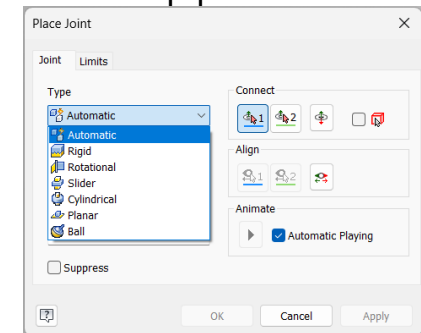 Place Joint
Joint Limits
Type
Automatic
Automatic
Rigid
Rotational
Slider
Cylindrical
Planar
Ball
Suppress
Connect
1 2
Align
1 2
Animate
Automatic Playing
? OK Cancel Apply